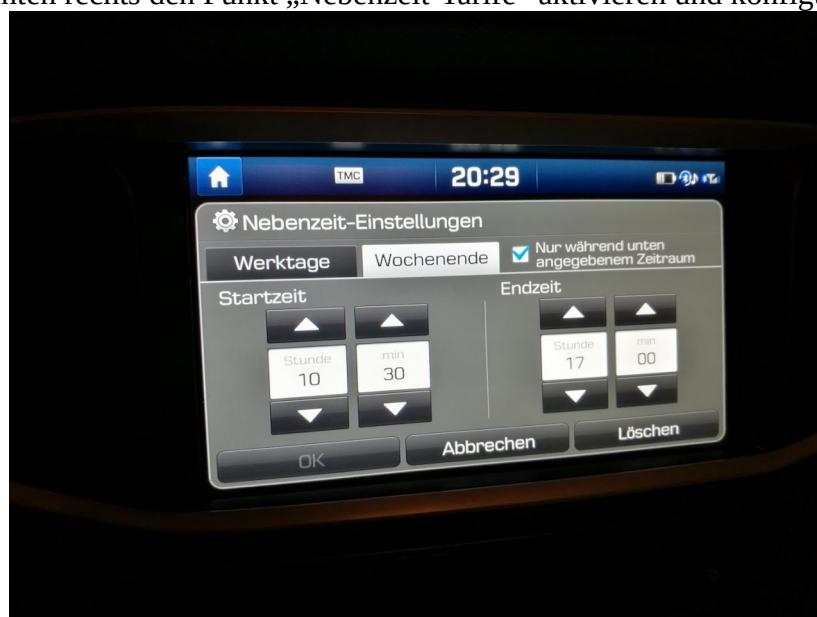 unten rechts den Punkt „Nebenzeit-Tarife“ aktivieren und
TMC
20:29
Nebenzeit-Einstellungen
Werktage
Wochenende
Nur während unten
angegebenem Zeitraum
Startzeit
Endzeit
Stunde
10
min
30
Stunde
17
min
00
OK
Abbrechen
Löschen